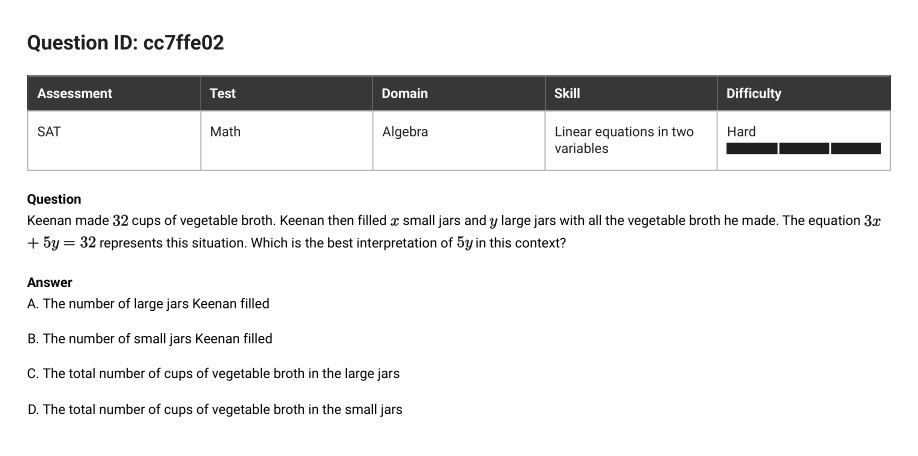 Question ID: cc7ffe02
Assessment Test Domain Skill Difficulty
SAT Math Algebra Linear equations in two variables Hard
Question
Keenan made 32 cups of vegetable broth. Keenan then filled x small jars and y large jars with all the vegetable broth he made. The equation 3x
+ 5y = 32 represents this situation. Which is the best interpretation of 5y in this context?
Answer
A. The number of large jars Keenan filled
B. The number of small jars Keenan filled
C. The total number of cups of vegetable broth in the large jars
D. The total number of cups of vegetable broth in the small jars